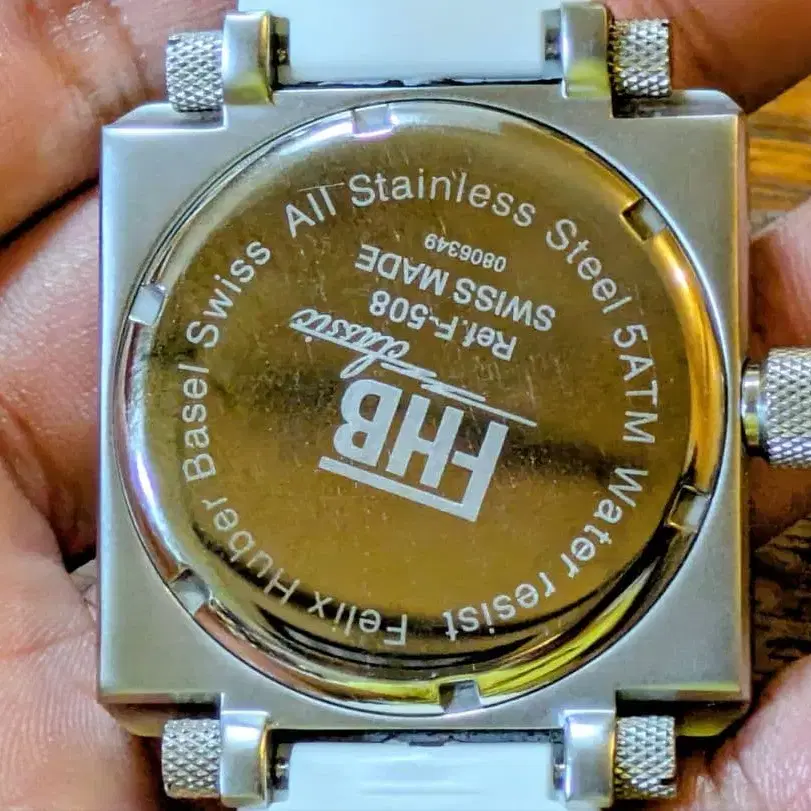 Felix Huber Basel Swiss All Stainless Steel 5ATM Water resist
FHB
classic
Ref.F-508
SWISS MADE
0806349